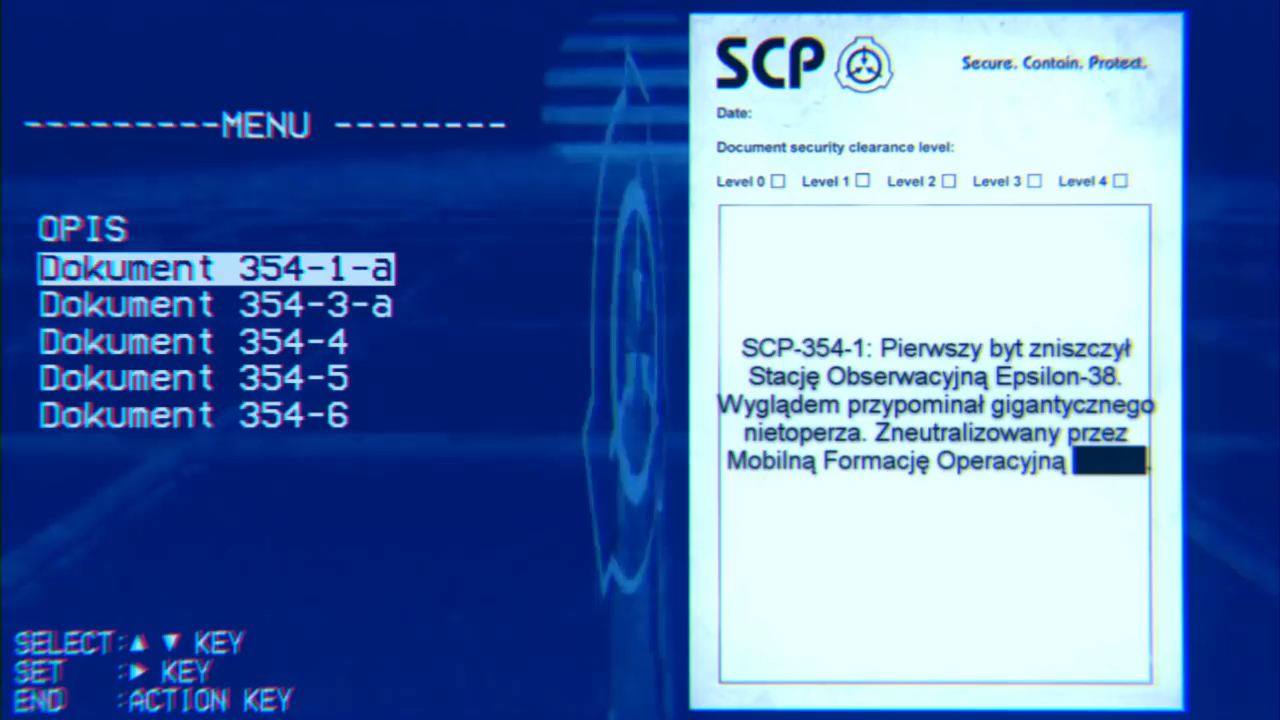 ---------MENU --------
OPIS
Dokument 354-1-a
Dokument 354-3-a
Dokument 354-4
Dokument 354-5
Dokument 354-6
SELECT:▲ ▼ KEY
SET :► KEY
END :ACTION KEY
SCP
Secure. Contain. Protect.
Date:
Document security clearance level:
Level 0 □ Level 1 □ Level 2 □ Level 3 □ Level 4 □
SCP-354-1: Pierwszy byt zniszczył
Stację Obserwacyjną Epsilon-38.
Wyglądem przypominał gigantycznego
nietoperza. Zneutralizowany przez
Mobilną Formację Operacyjną █████.